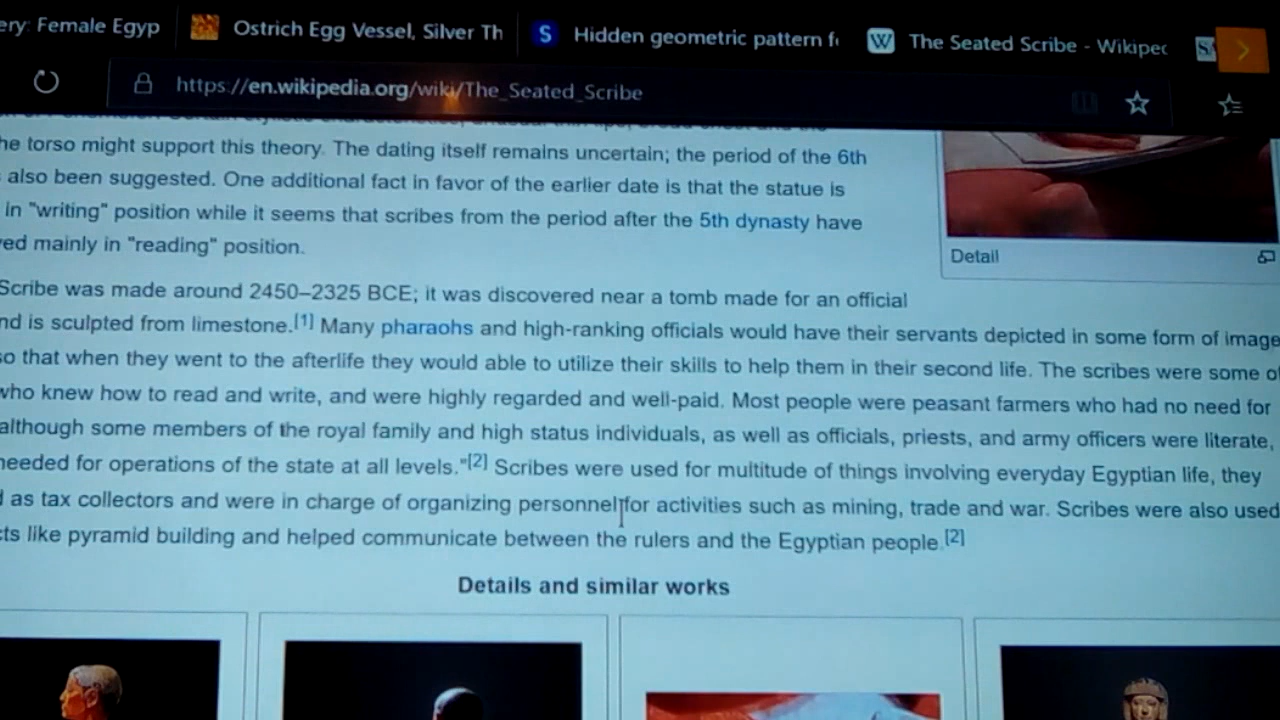 ery: Female Egyp
Ostrich Egg Vessel, Silver Th
S
Hidden geometric pattern f
W
The Seated Scribe - Wikipec
https://en.wikipedia.org/wiki/The_Seated_Scribe
he torso might support this theory. The dating itself remains uncertain; the period of the 6th
also been suggested. One additional fact in favor of the earlier date is that the statue is
in "writing" position while it seems that scribes from the period after the 5th dynasty have
ed mainly in "reading" position.
Detail
Scribe was made around 2450–2325 BCE; it was discovered near a tomb made for an official
nd is sculpted from limestone.[1] Many pharaohs and high-ranking officials would have their servants depicted in some form of image
so that when they went to the afterlife they would able to utilize their skills to help them in their second life. The scribes were some of
who knew how to read and write, and were highly regarded and well-paid. Most people were peasant farmers who had no need for
although some members of the royal family and high status individuals, as well as officials, priests, and army officers were literate,
needed for operations of the state at all levels."[2] Scribes were used for multitude of things involving everyday Egyptian life, they
d as tax collectors and were in charge of organizing personnel for activities such as mining, trade and war. Scribes were also used
cts like pyramid building and helped communicate between the rulers and the Egyptian people.[2]
Details and similar works